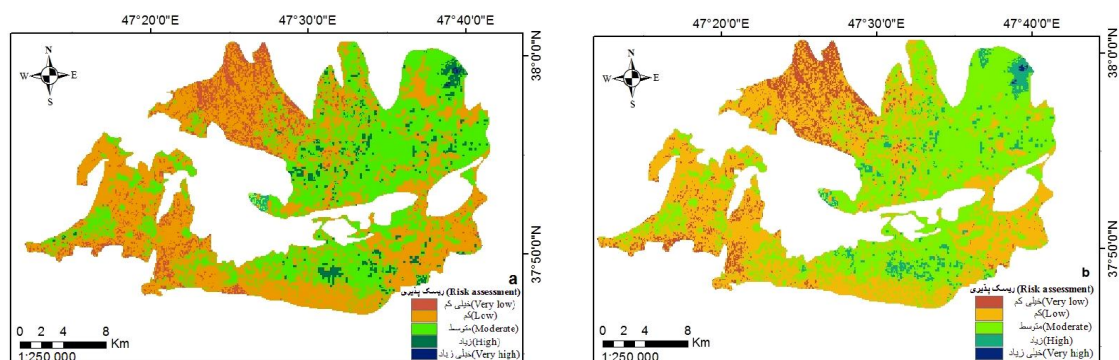 47°20'0"E 47°30'0"E 47°40'0"E
38°0'0"N
37°50'0"N
N
W E
S
a
ریسک پذیری (Risk assessment)
خیلی کم(Very low)
کم(Low)
متوسط(Moderate)
زیاد(High)
خیلی زیاد(Very high)
0 2 4 8
Km
1:250,000
47°20'0"E 47°30'0"E 47°40'0"E
38°0'0"N
37°50'0"N
N
W E
S
b
ریسک پذیری (Risk assessment)
خیلی کم(Very low)
کم(Low)
متوسط(Moderate)
زیاد(High)
خیلی زیاد(Very high)
0 2 4 8
Km
1:250,000